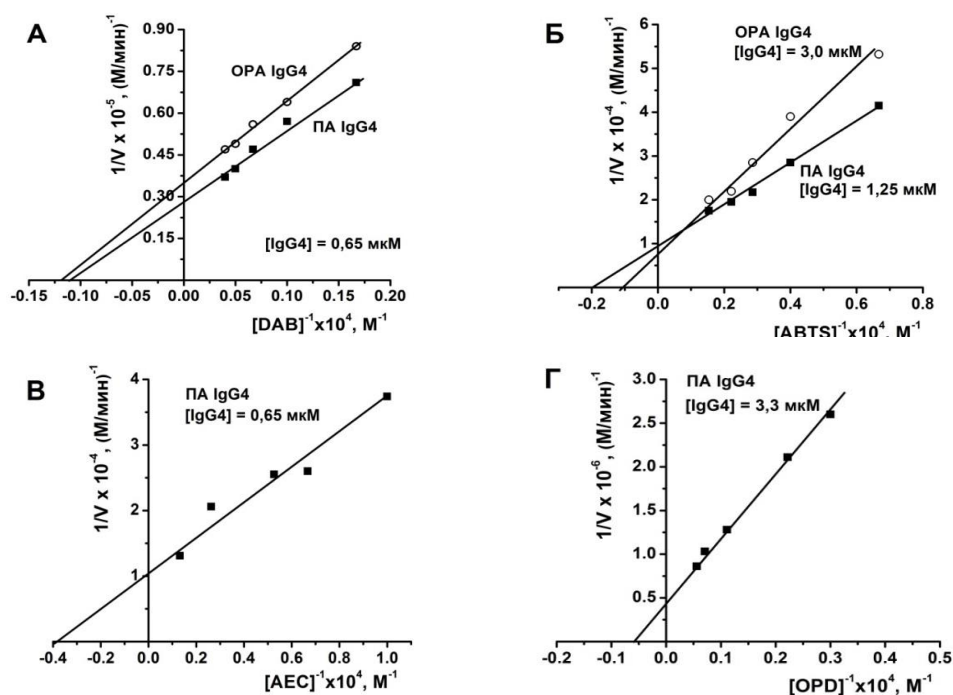 А
1/V x 10⁻⁵, (М/мин)⁻¹
0.90
0.75
0.60
0.45
0.30
0.15
ОРА IgG4
ПА IgG4
[IgG4] = 0,65 мкМ
-0.15 -0.10 -0.05 0.00 0.05 0.10 0.15 0.20
[DAB]⁻¹x10⁴, М⁻¹
Б
1/V x 10⁻⁴, (М/мин)⁻¹
6
5
4
3
2
1
ОРА IgG4
[IgG4] = 3,0 мкМ
ПА IgG4
[IgG4] = 1,25 мкМ
-0.4 -0.2 0.0 0.2 0.4 0.6 0.8
[ABTS]⁻¹x10⁴, М⁻¹
В
1/V x 10⁻⁴, (М/мин)⁻¹
4
3
2
1
ПА IgG4
[IgG4] = 0,65 мкМ
-0.4 -0.2 0.0 0.2 0.4 0.6 0.8 1.0
[AEC]⁻¹x10⁴, М⁻¹
Г
1/V x 10⁻⁶, (М/мин)⁻¹
3.0
2.5
2.0
1.5
1.0
0.5
ПА IgG4
[IgG4] = 3,3 мкМ
-0.2 -0.1 0.0 0.1 0.2 0.3 0.4 0.5
[OPD]⁻¹x10⁴, М⁻¹